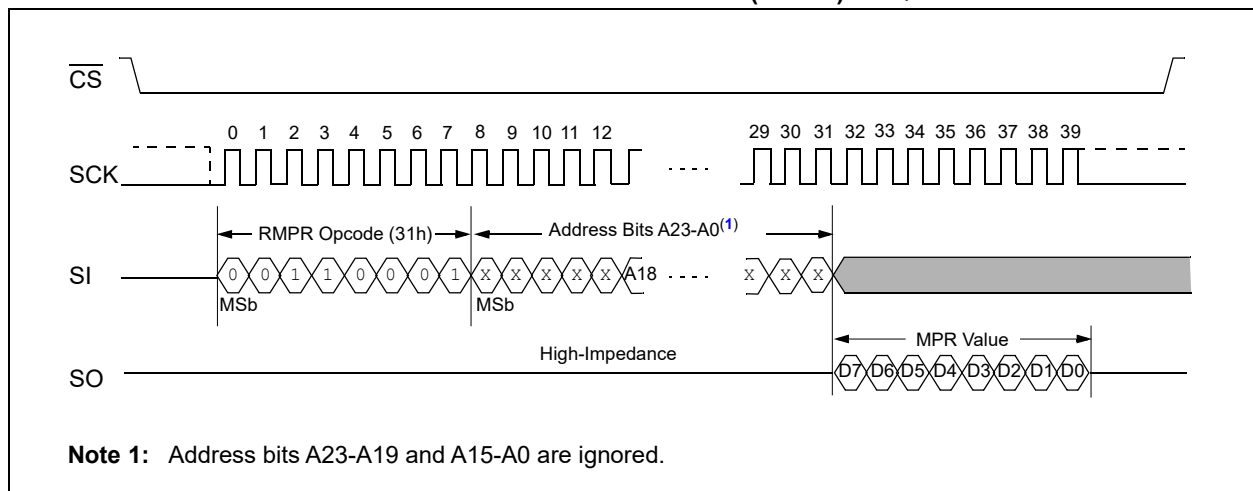 CS
0 1 2 3 4 5 6 7 8 9 10 11 12 29 30 31 32 33 34 35 36 37 38 39
SCK
RMPR Opcode (31h) Address Bits A23-A0(1)
SI 0 0 1 1 0 0 0 1 X X X X X A18 X X X
MSb MSb
MPR Value
High-Impedance
SO D7 D6 D5 D4 D3 D2 D1 D0
Note 1: Address bits A23-A19 and A15-A0 are ignored.